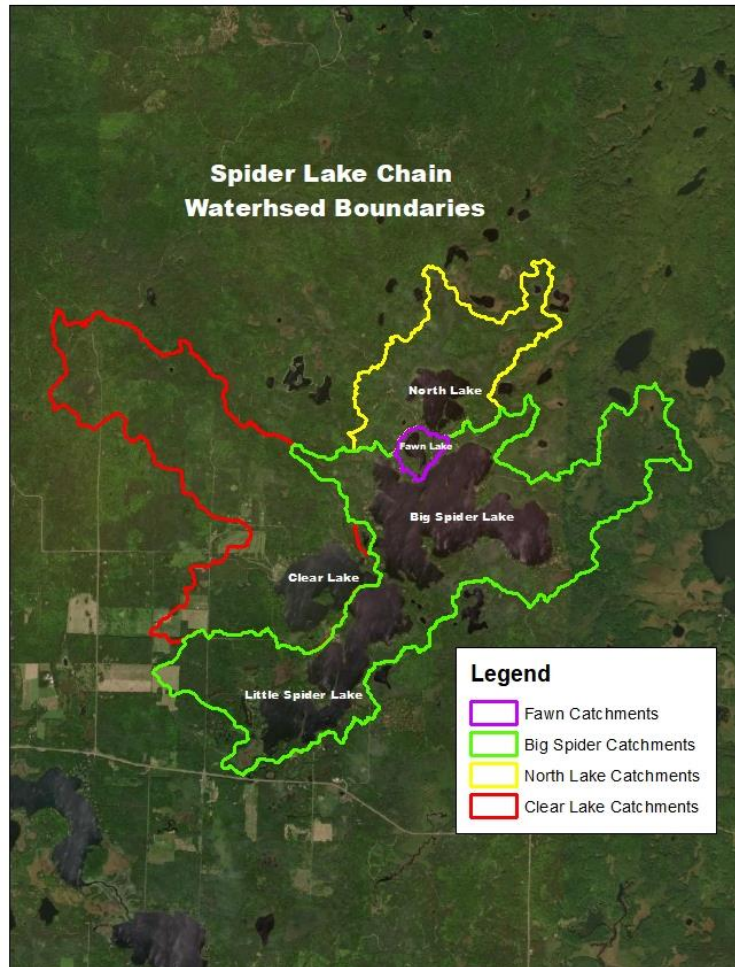 Spider Lake Chain
Waterhsed Boundaries
North Lake
Fawn Lake
Big Spider Lake
Clear Lake
Little Spider Lake
Legend
Fawn Catchments
Big Spider Catchments
North Lake Catchments
Clear Lake Catchments